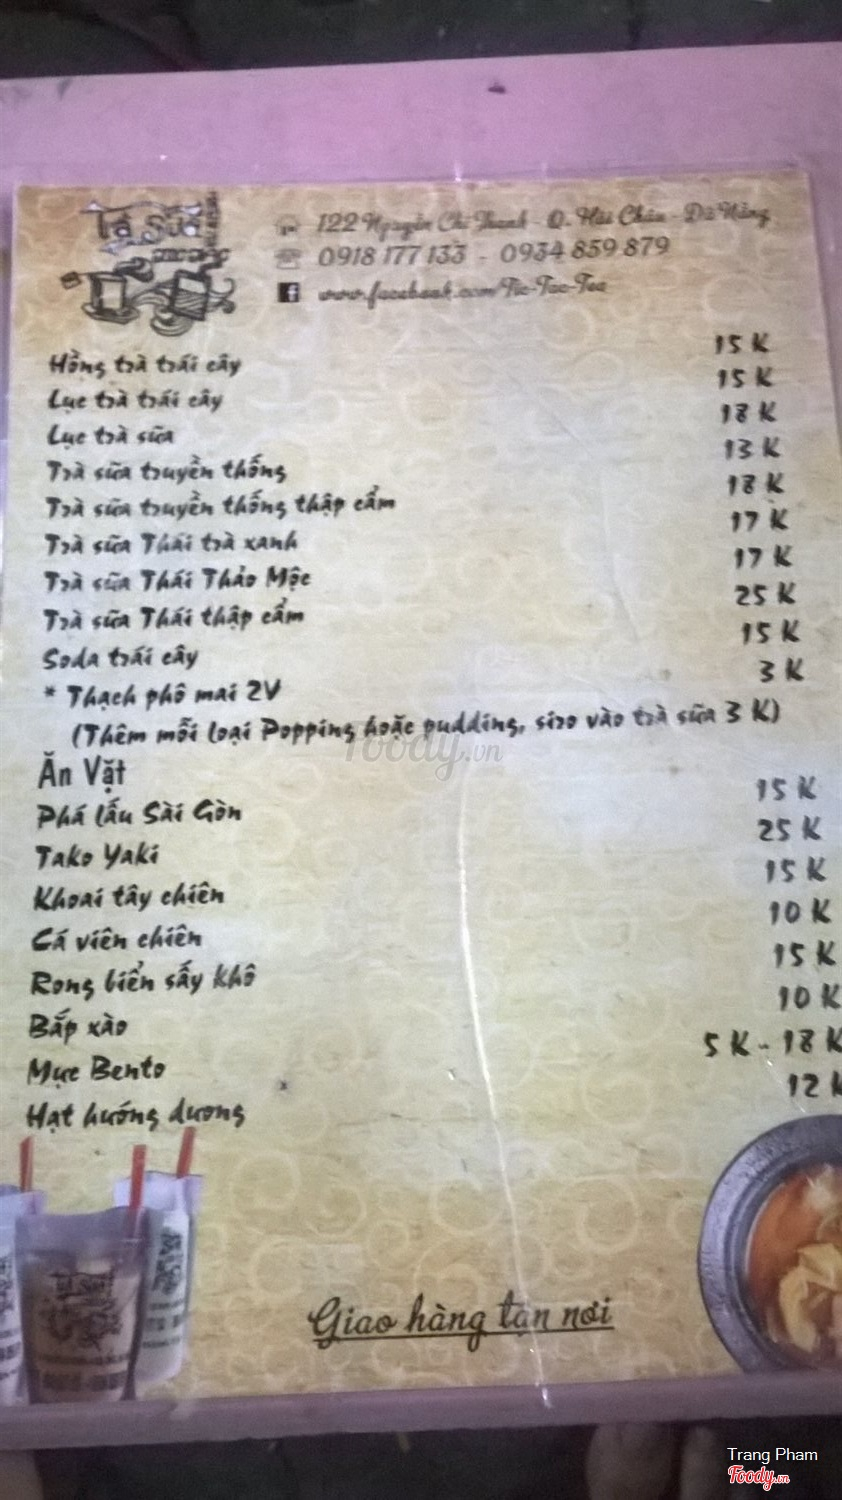 Trà Sữa
122 Nguyễn Chí Thanh - Q. Hải Châu - Đà Nẵng
0918 177 133 - 0934 859 879
www.facebook.com/Tic-Tac-Tea
Hồng trà trái cây 15 K
Lục trà trái cây 15 K
Lục trà sữa 18 K
Trà sữa truyền thống 13 K
Trà sữa truyền thống thập cẩm 18 K
Trà sữa Thái trà xanh 17 K
Trà sữa Thái Thảo Mộc 17 K
Trà sữa Thái thập cẩm 25 K
Soda trái cây 15 K
* Thạch phô mai 2V 3 K
(Thêm mỗi loại Popping hoặc pudding, siro vào trà sữa 3 K)
Ăn Vặt
Phá lấu Sài Gòn 15 K
Tako Yaki 25 K
Khoai tây chiên 15 K
Cá viên chiên 10 K
Rong biển sấy khô 15 K
Bắp xào 10 K
Mực Bento 5 K - 18 K
Hạt hướng dương 12 K
Giao hàng tận nơi
foody.vn
Trang Pham
Foody.vn